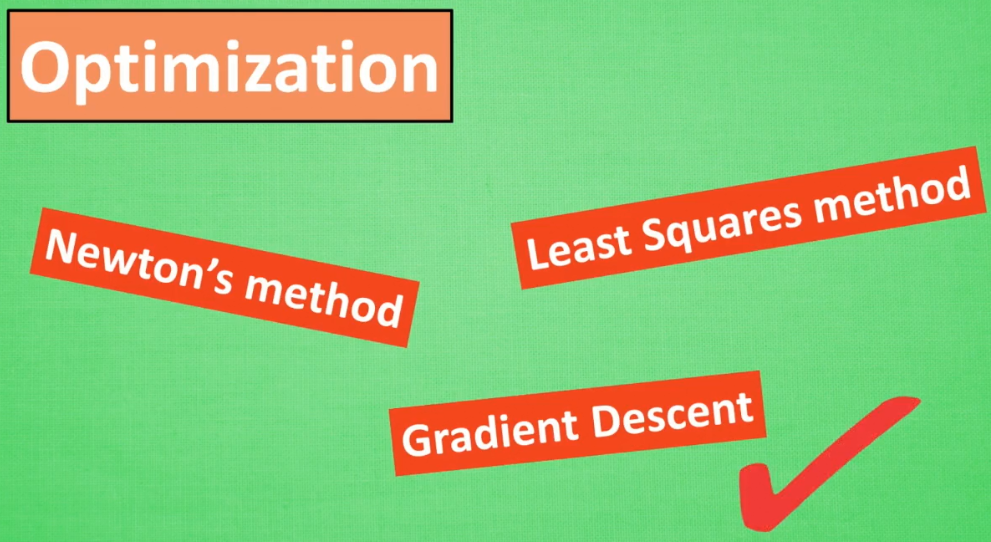 Optimization
Newton's method
Least Squares method
Gradient Descent